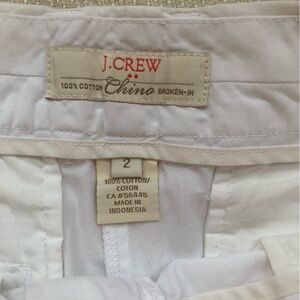 J.CREW
100% COTTON Chino BROKEN-IN
2
100% COTTON/
COTON
CA#56445
MADE IN
INDONESIA